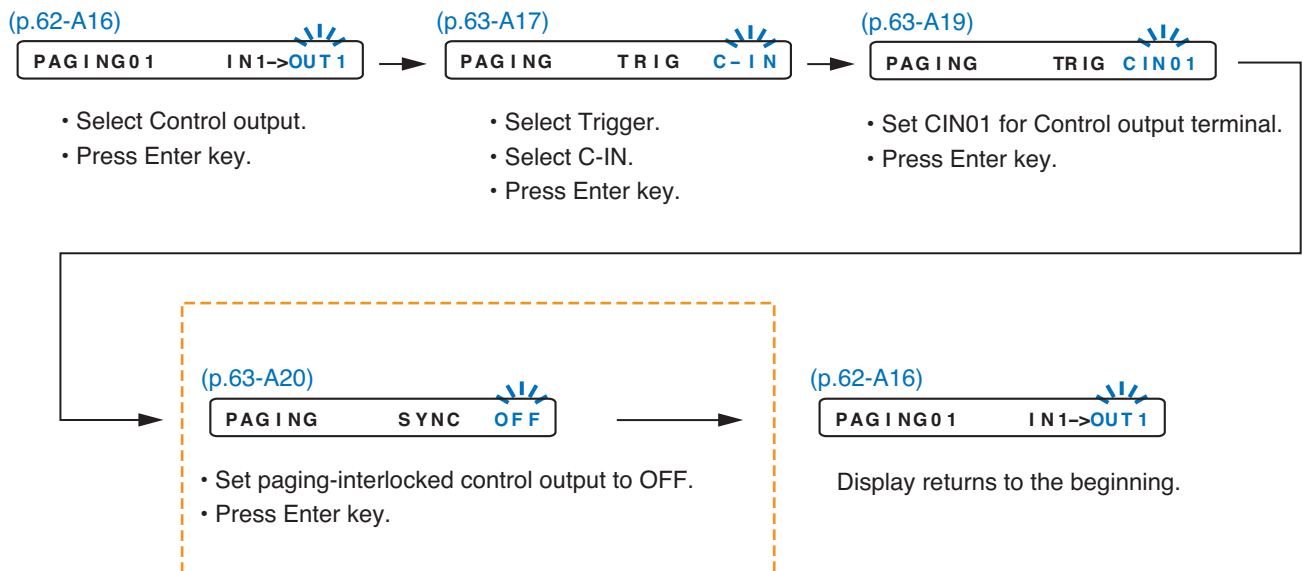 (p.62-A16)
PAGING01 IN1->OUT1
• Select Control output.
• Press Enter key.
(p.63-A17)
PAGING TRIG C-IN
• Select Trigger.
• Select C-IN.
• Press Enter key.
(p.63-A19)
PAGING TRIG CIN01
• Set CIN01 for Control output terminal.
• Press Enter key.
(p.63-A20)
PAGING SYNC OFF
• Set paging-interlocked control output to OFF.
• Press Enter key.
(p.62-A16)
PAGING01 IN1->OUT1
Display returns to the beginning.